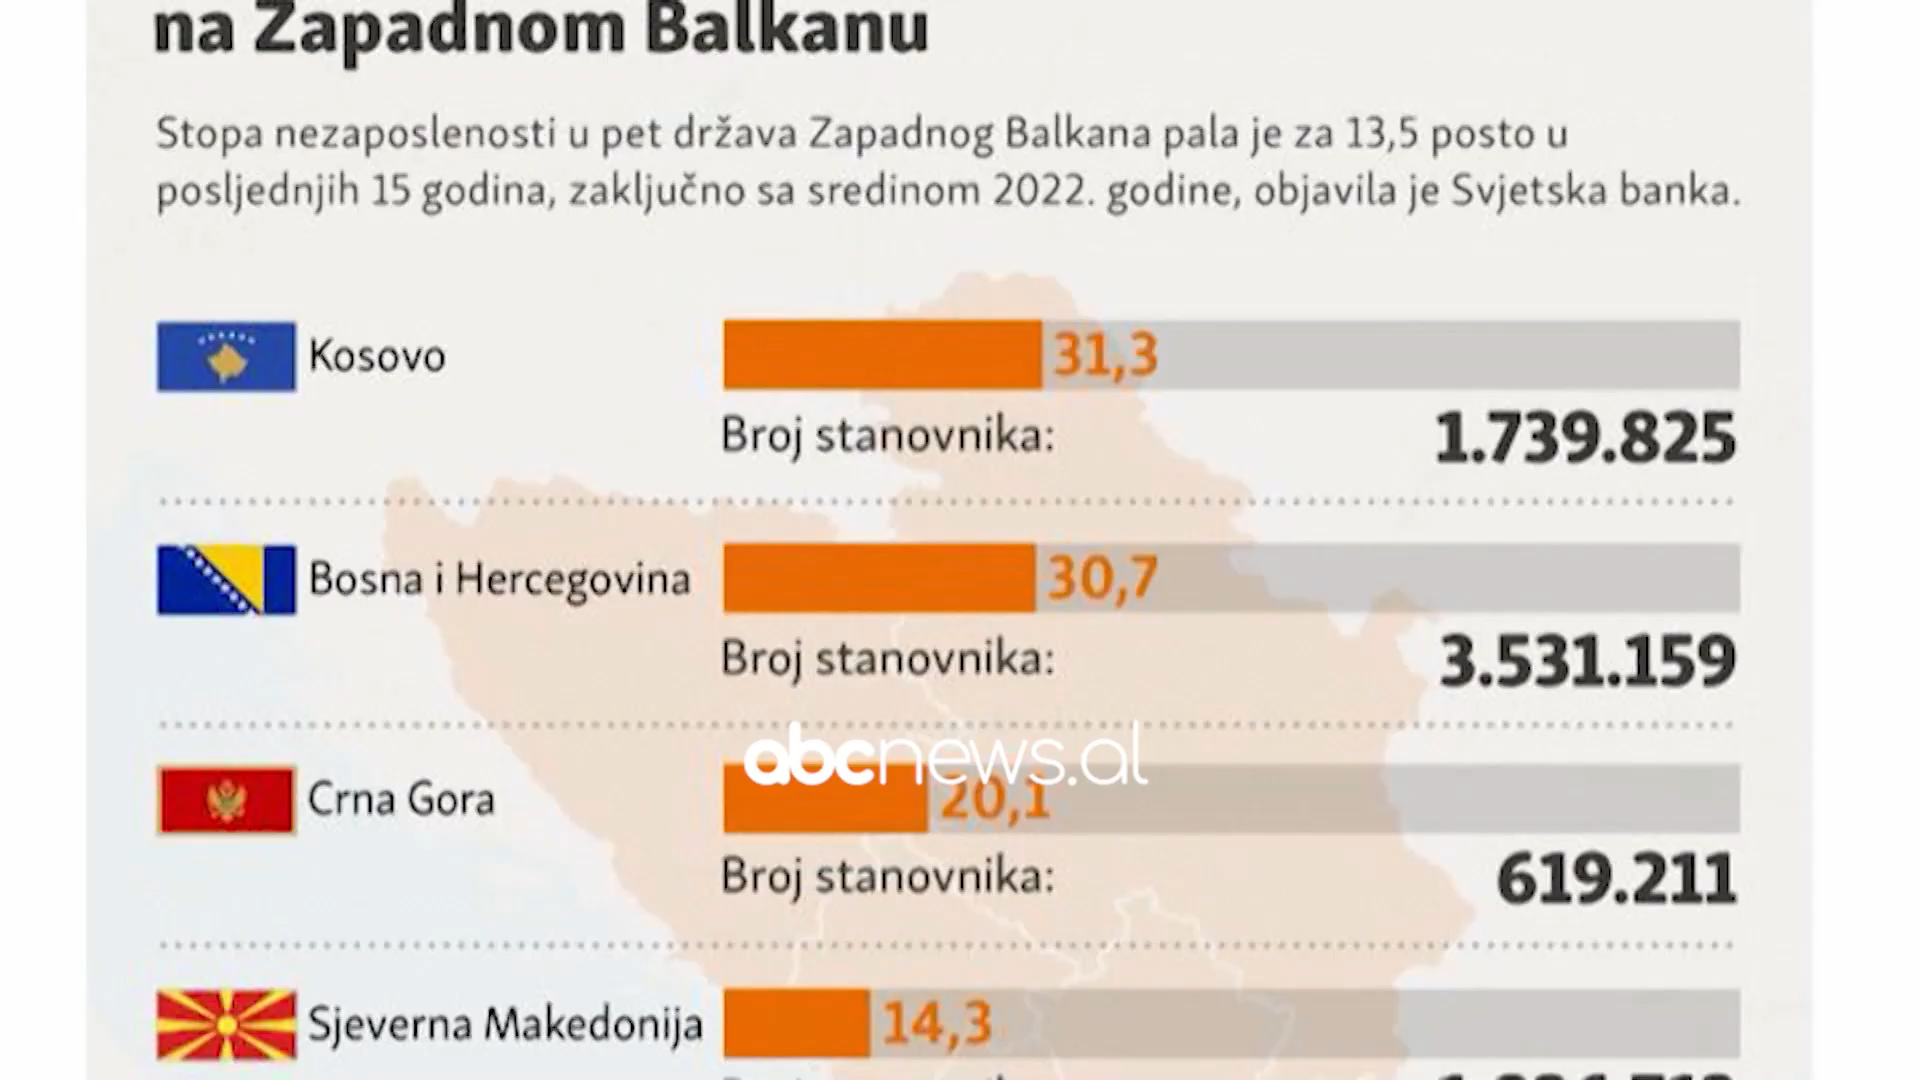 na Zapadnom Balkanu
Stopa nezaposlenosti u pet država Zapadnog Balkana pala je za 13,5 posto u
posljednjih 15 godina, zaključno sa sredinom 2022. godine, objavila je Svjetska banka.
Kosovo 31,3
Broj stanovnika: 1.739.825
Bosna i Hercegovina 30,7
Broj stanovnika: 3.531.159
abcnews.al
Crna Gora 20,1
Broj stanovnika: 619.211
Sjeverna Makedonija 14,3